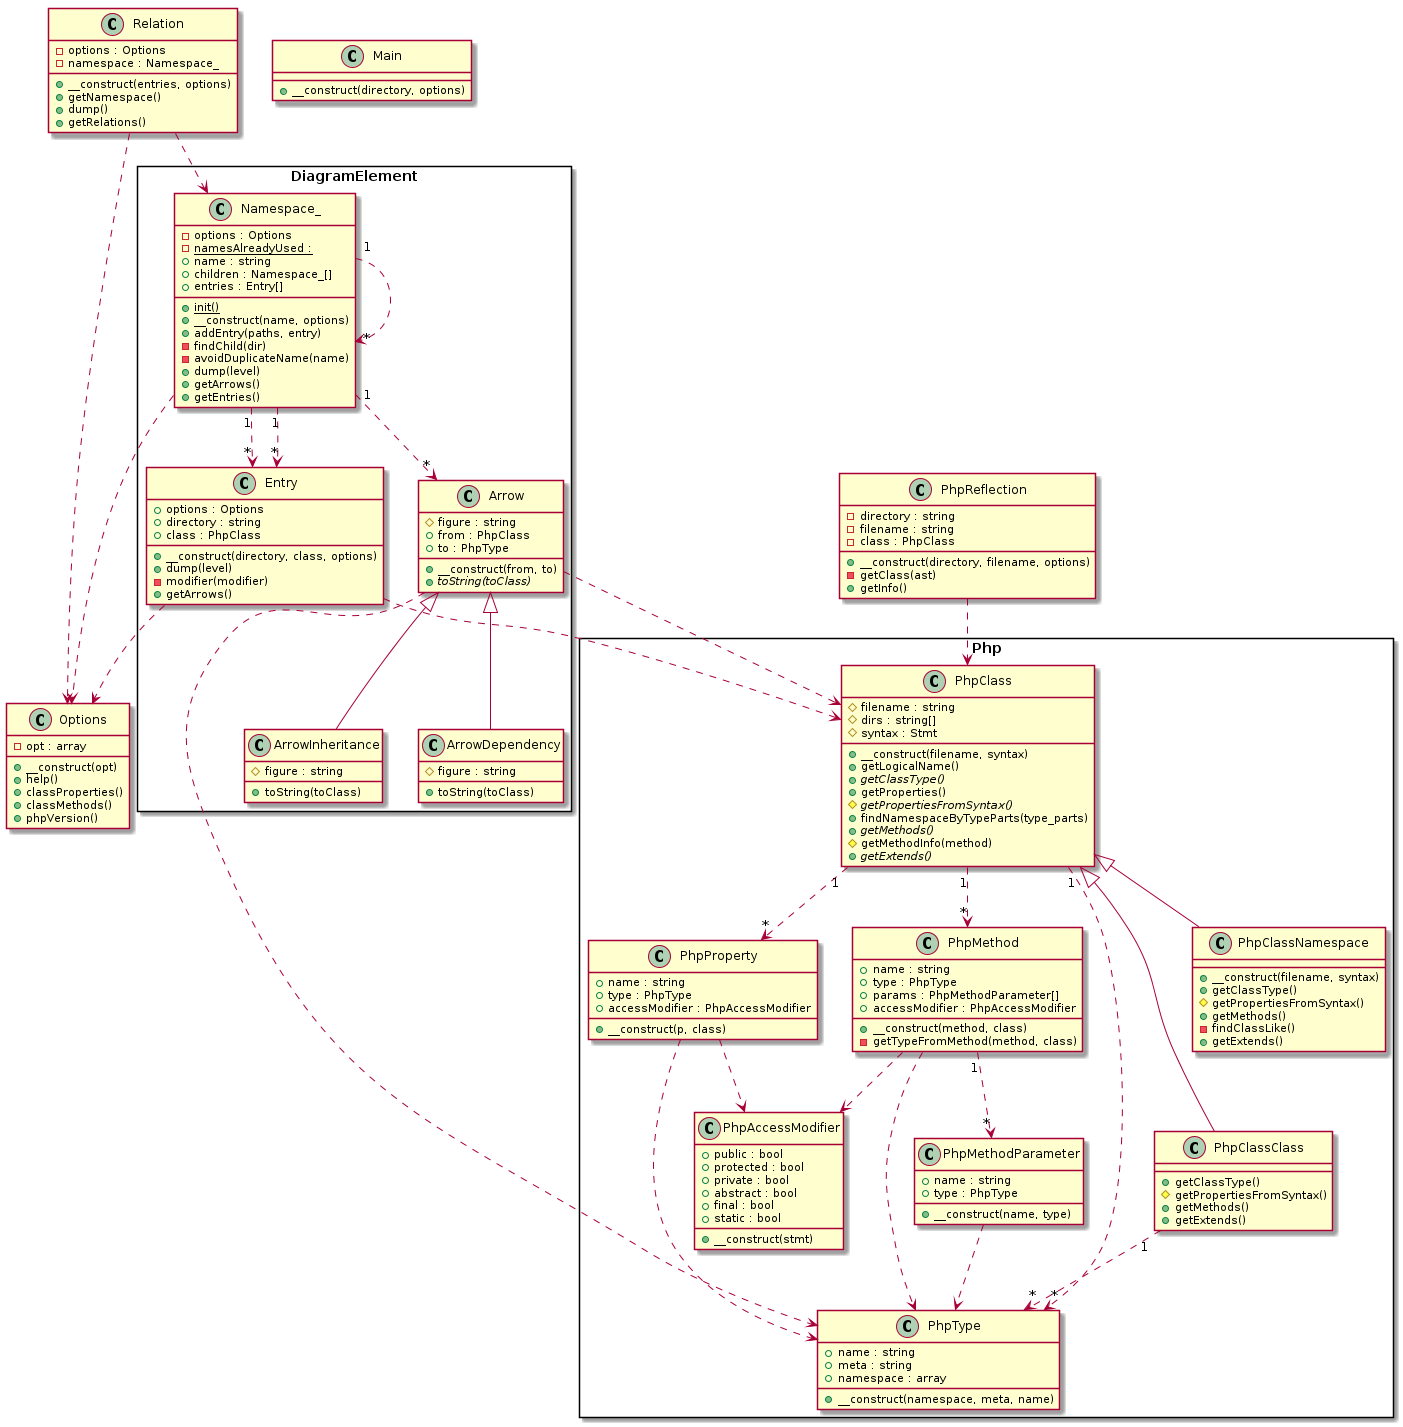 Relation
options : Options
namespace : Namespace_
__construct(entries, options)
getNamespace()
dump()
getRelations()
Main
__construct(directory, options)
DiagramElement
Namespace_
options : Options
namesAlreadyUsed :
name : string
children : Namespace_[]
entries : Entry[]
init()
__construct(name, options)
addEntry(paths, entry)
findChild(dir)
avoidDuplicateName(name)
dump(level)
getArrows()
getEntries()
1
*
1
*
1
*
1
*
Entry
options : Options
directory : string
class : PhpClass
__construct(directory, class, options)
dump(level)
modifier(modifier)
getArrows()
Arrow
figure : string
from : PhpClass
to : PhpType
__construct(from, to)
toString(toClass)
PhpReflection
directory : string
filename : string
class : PhpClass
__construct(directory, filename, options)
getClass(ast)
getInfo()
Options
opt : array
__construct(opt)
help()
classProperties()
classMethods()
phpVersion()
ArrowInheritance
figure : string
toString(toClass)
ArrowDependency
figure : string
toString(toClass)
Php
PhpClass
filename : string
dirs : string[]
syntax : Stmt
__construct(filename, syntax)
getLogicalName()
getClassType()
getProperties()
getPropertiesFromSyntax()
findNamespaceByTypeParts(type_parts)
getMethods()
getMethodInfo(method)
getExtends()
1
*
1
*
1
*
PhpProperty
name : string
type : PhpType
accessModifier : PhpAccessModifier
__construct(p, class)
PhpMethod
name : string
type : PhpType
params : PhpMethodParameter[]
accessModifier : PhpAccessModifier
__construct(method, class)
getTypeFromMethod(method, class)
1
*
PhpClassNamespace
__construct(filename, syntax)
getClassType()
getPropertiesFromSyntax()
getMethods()
findClassLike()
getExtends()
PhpAccessModifier
public : bool
protected : bool
private : bool
abstract : bool
final : bool
static : bool
__construct(stmt)
PhpMethodParameter
name : string
type : PhpType
__construct(name, type)
PhpClassClass
getClassType()
getPropertiesFromSyntax()
getMethods()
getExtends()
1
*
PhpType
name : string
meta : string
namespace : array
__construct(namespace, meta, name)